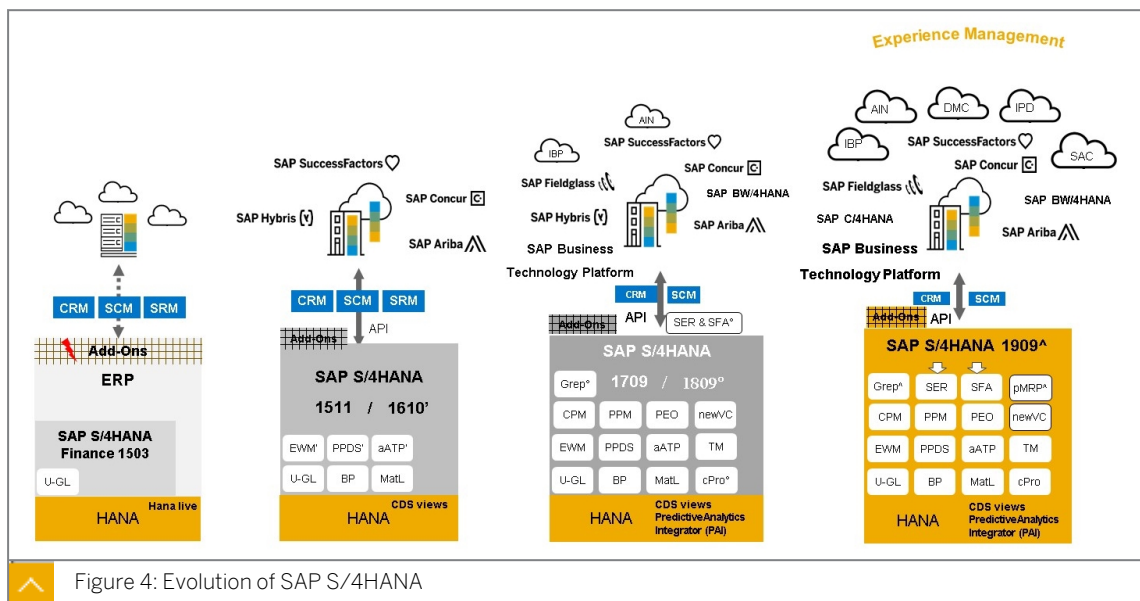 Experience Management
SAP SuccessFactors
SAP Hybris
SAP Concur
SAP Ariba
AIN
IBP
SAP SuccessFactors
SAP Concur
SAP Fieldglass
SAP BW/4HANA
SAP Hybris
SAP Ariba
SAP Business
Technology Platform
AIN
DMC
IPD
IBP
SAP SuccessFactors
SAP Concur
SAC
SAP Fieldglass
SAP BW/4HANA
SAP C/4HANA
SAP Ariba
SAP Business
Technology Platform
CRM SCM SRM
Add-Ons
ERP
SAP S/4HANA
Finance 1503
U-GL
Hana live
HANA
CRM SCM SRM
API
Add-Ons
SAP S/4HANA
1511 / 1610'
EWM' PPDS' aATP'
U-GL BP MatL
CDS views
HANA
CRM SCM
Add-Ons API SER & SFA°
SAP S/4HANA
Grep° 1709 / 1809°
CPM PPM PEO newVC
EWM PPDS aATP TM
U-GL BP MatL cPro°
HANA
CDS views
PredictiveAnalytics
Integrator (PAI)
CRM SCM
Add-Ons API
SAP S/4HANA 1909^
Grep^ SER SFA pMRP^
CPM PPM PEO newVC
EWM PPDS aATP TM
U-GL BP MatL cPro
HANA
CDS views
PredictiveAnalytics
Integrator (PAI)
Figure 4: Evolution of SAP S/4HANA